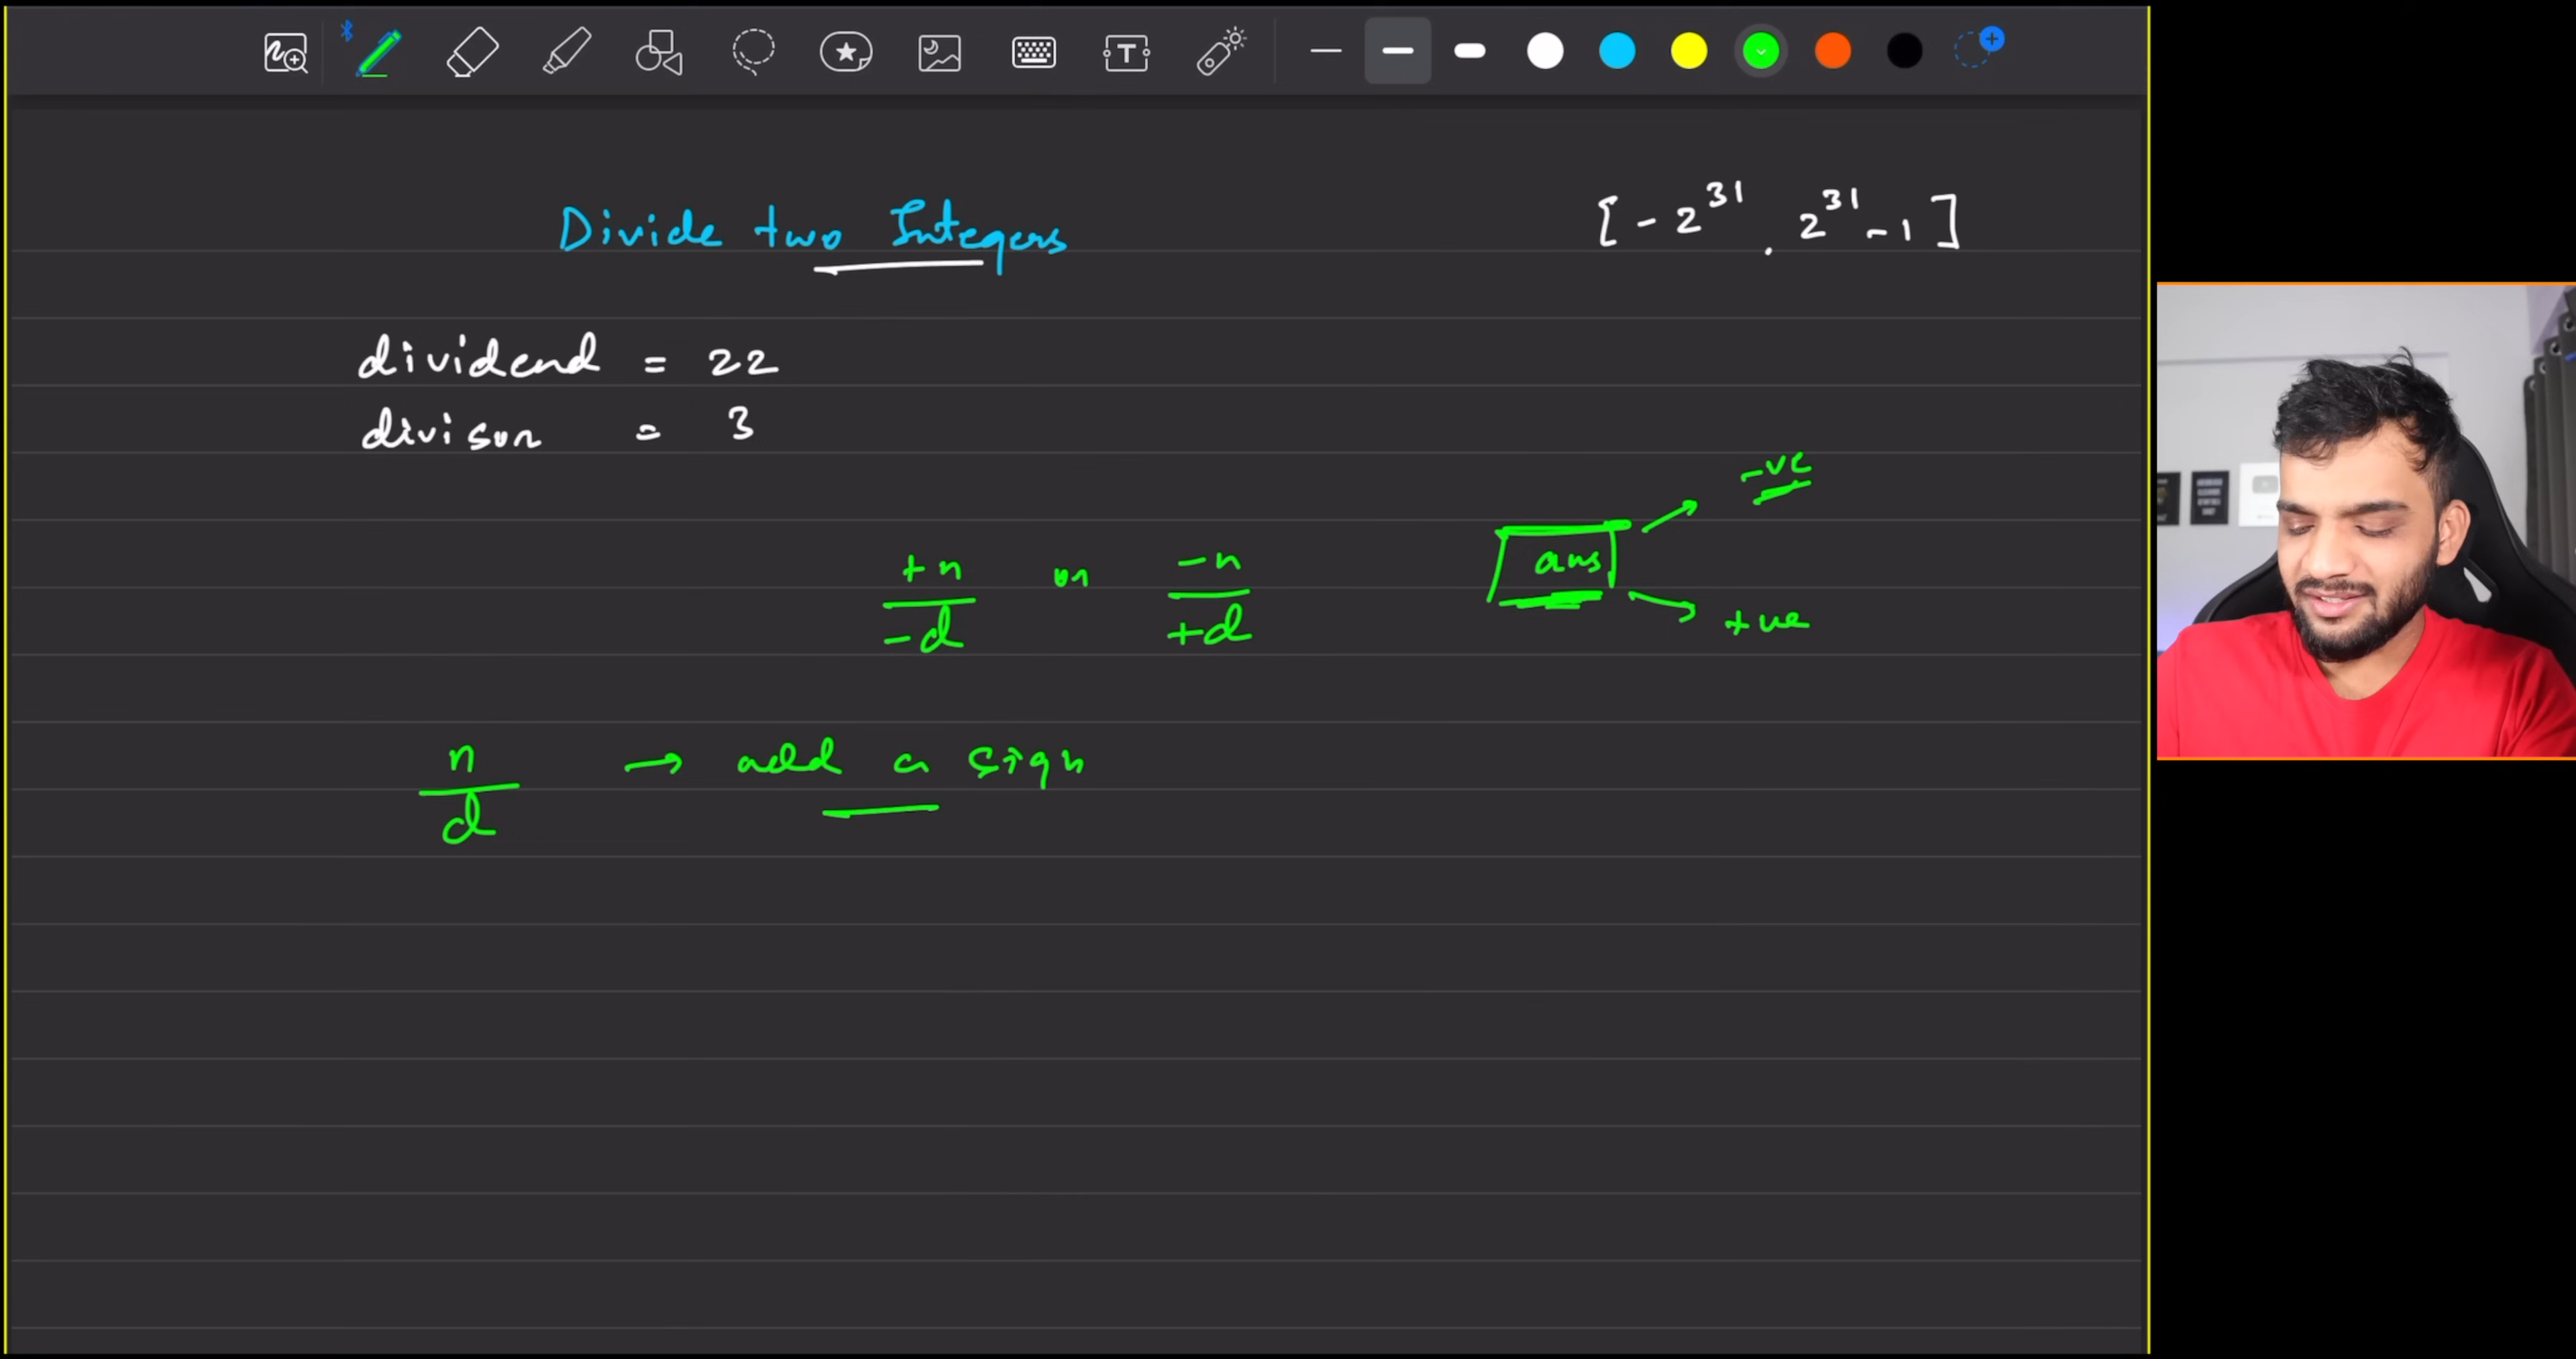 Divide two Integers
[-2^31 . 2^31 - 1]
dividend = 22
divisor = 3
-ve
+n or -n
ans
-d +d
+ve
n → add a sign
d
T